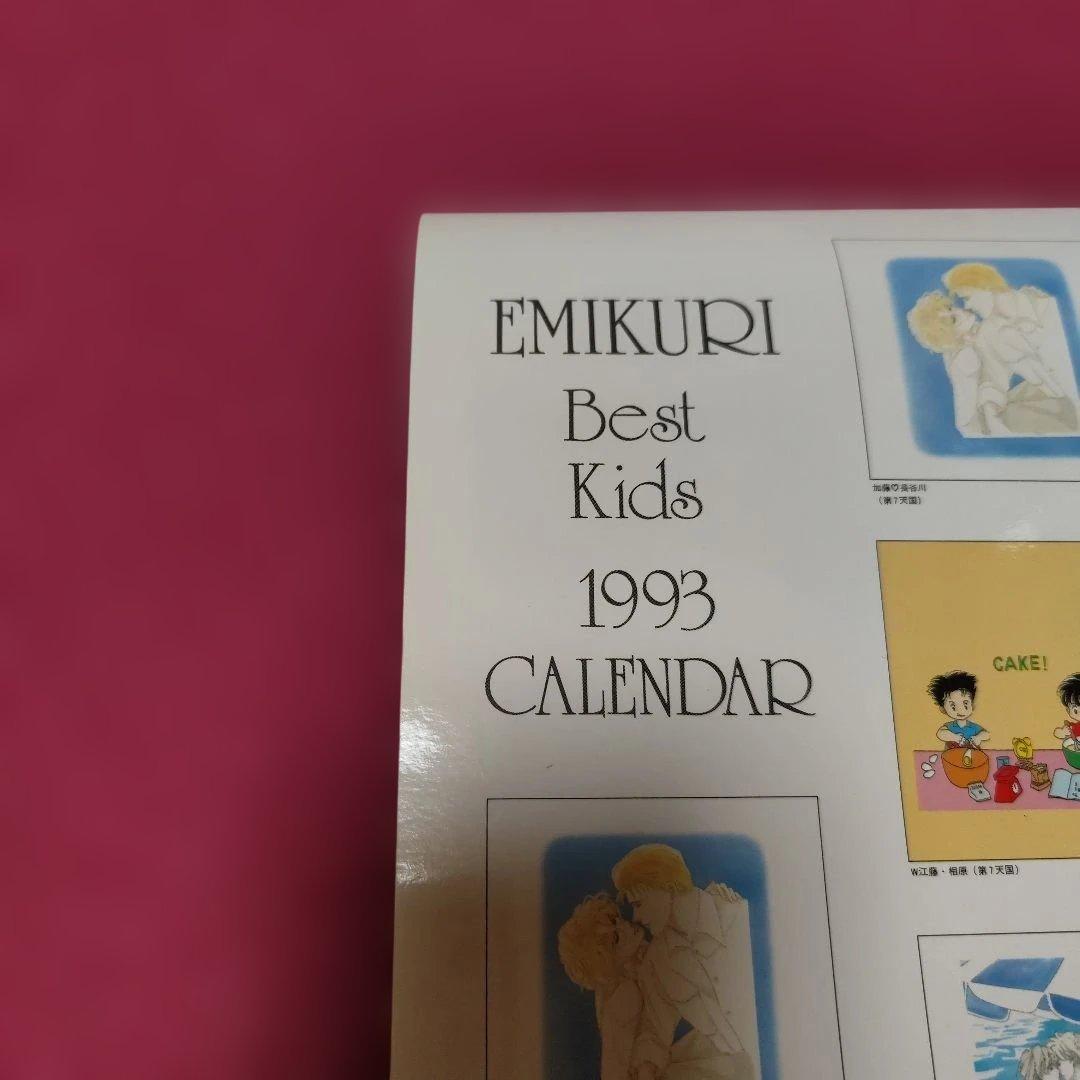 EMIKURI
Best
Kids
1993
CALENDAR
加藤♡長谷川
(第7天国)
CAKE!
W江藤・相原(第7天国)